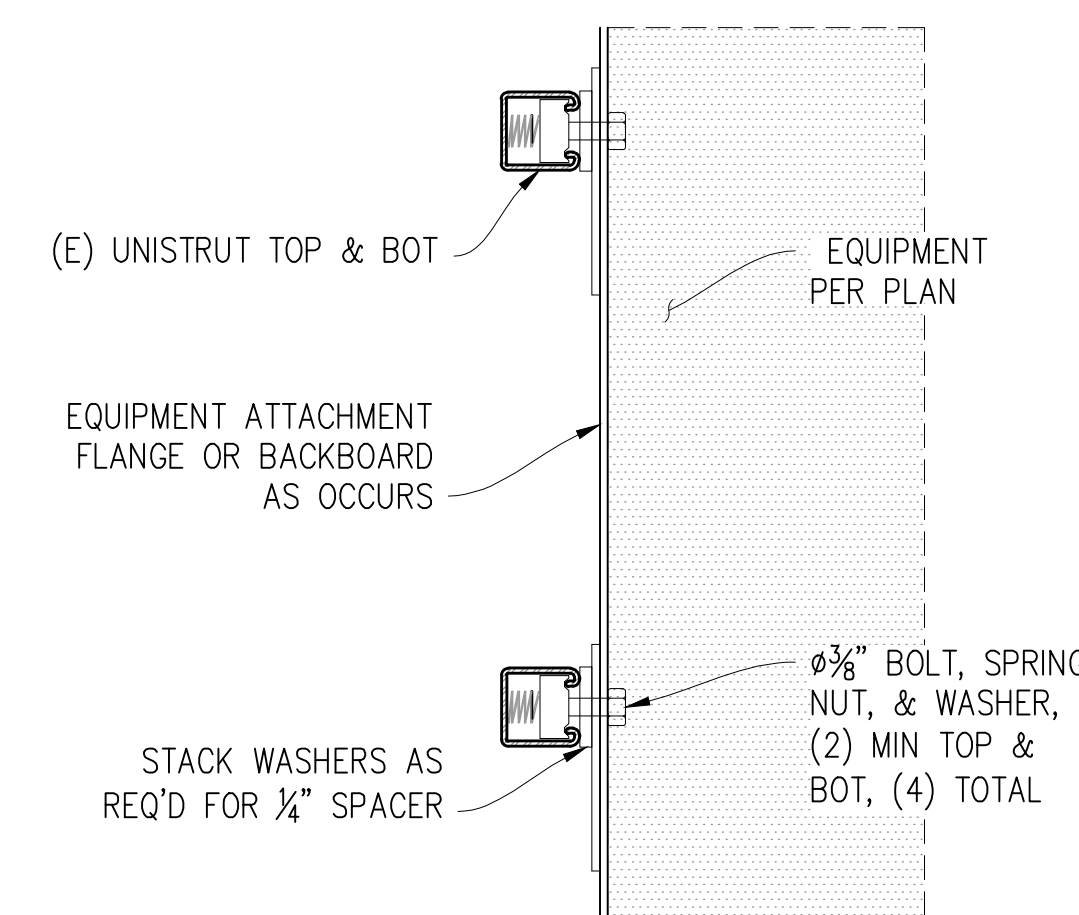 (E) UNISTRUT TOP & BOT
EQUIPMENT
PER PLAN
EQUIPMENT ATTACHMENT
FLANGE OR BACKBOARD
AS OCCURS
Ø3/8" BOLT, SPRING
NUT, & WASHER,
(2) MIN TOP &
BOT, (4) TOTAL
STACK WASHERS AS
REQ'D FOR 1/4" SPACER